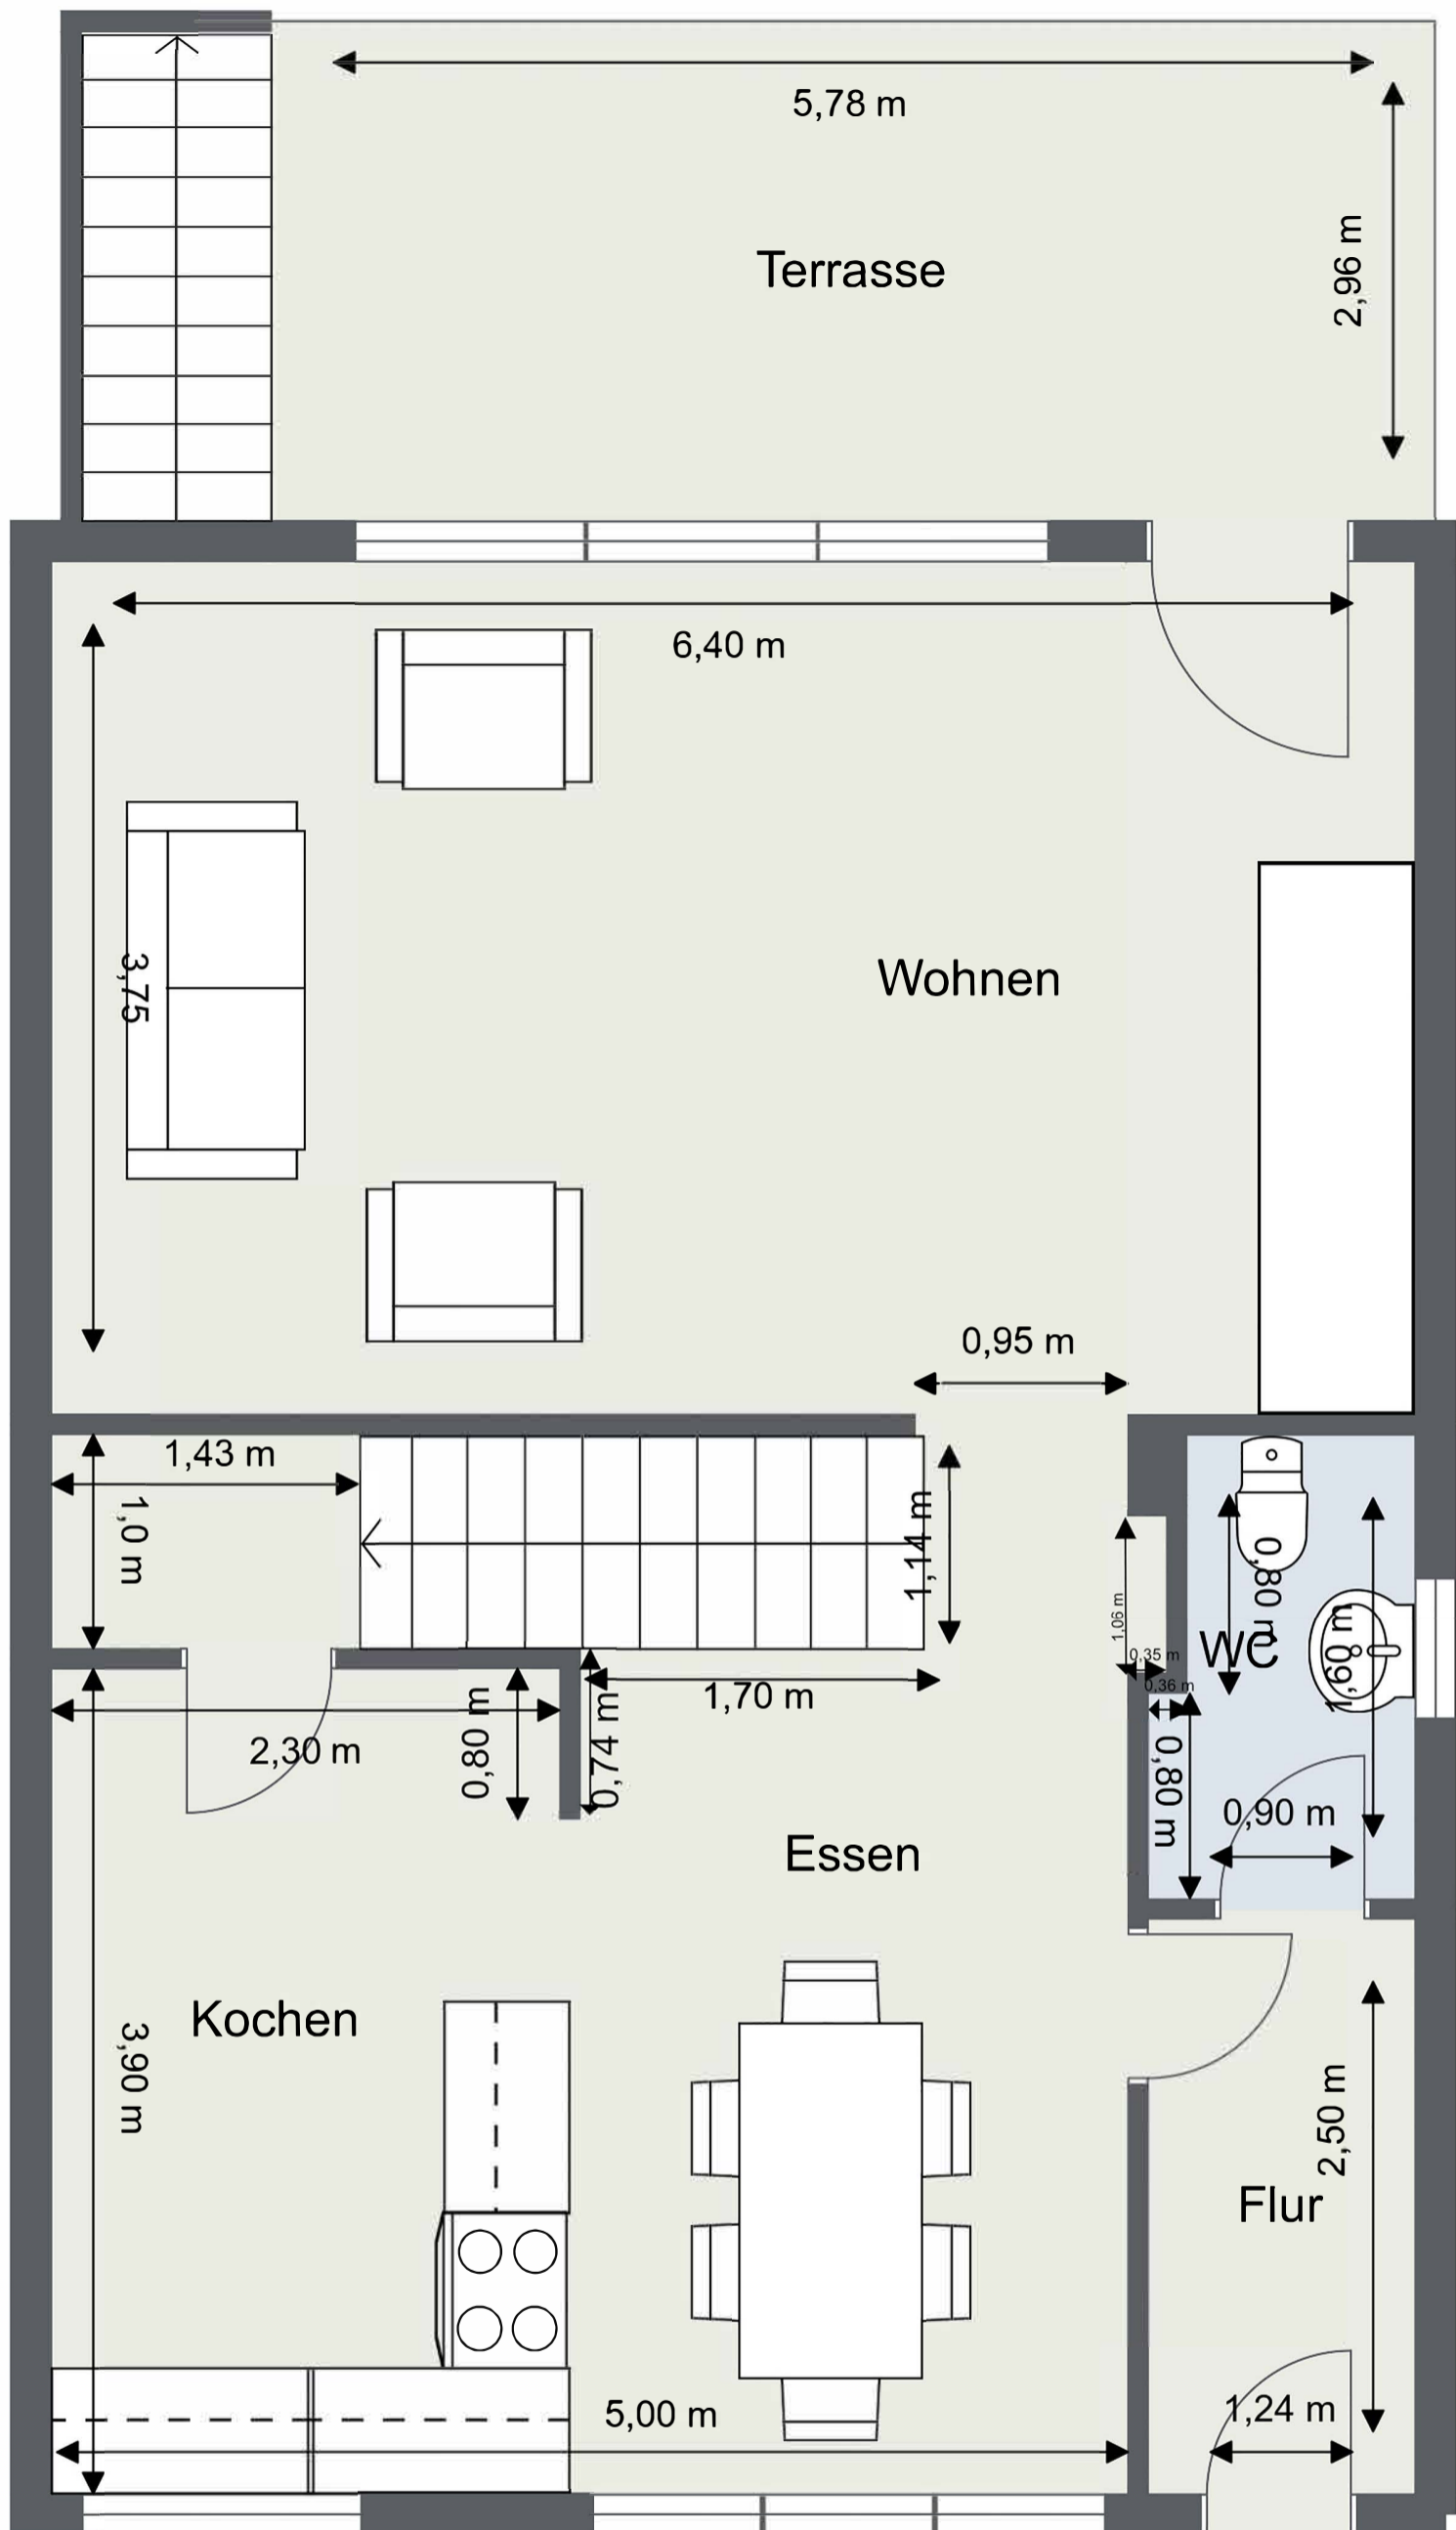 5,78 m
2,96 m
Terrasse
6,40 m
3,75
Wohnen
0,95 m
1,43 m
1,0 m
1,14 m
1,06 m
0,80 m
1,60 m
WC
0,35 m
0,36 m
1,70 m
2,30 m
0,80 m
0,74 m
0,80 m
0,90 m
Essen
Kochen
3,90 m
2,50 m
Flur
5,00 m
1,24 m